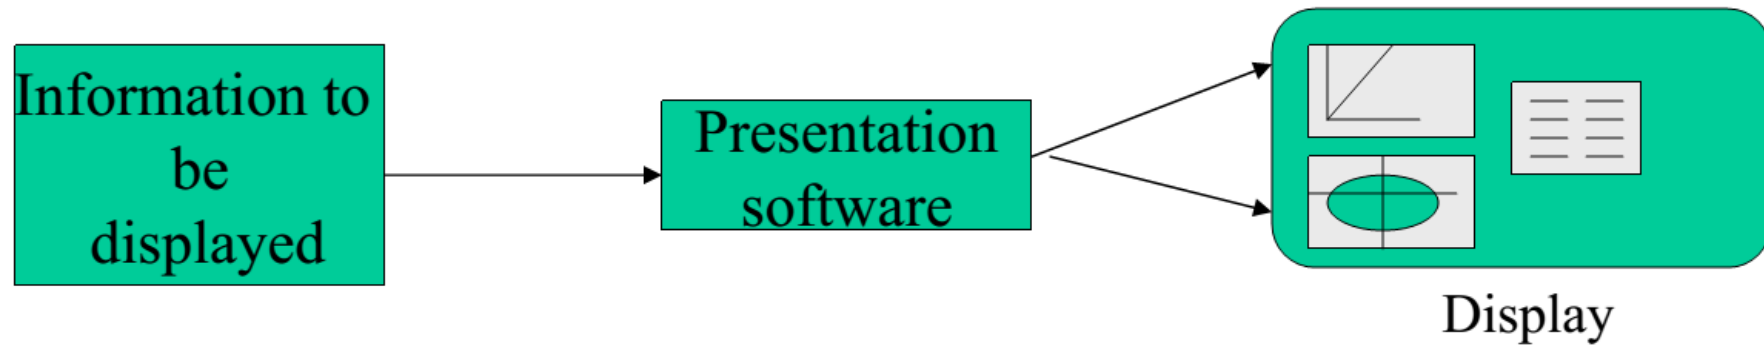 Information to
be
displayed
Presentation
software
Display